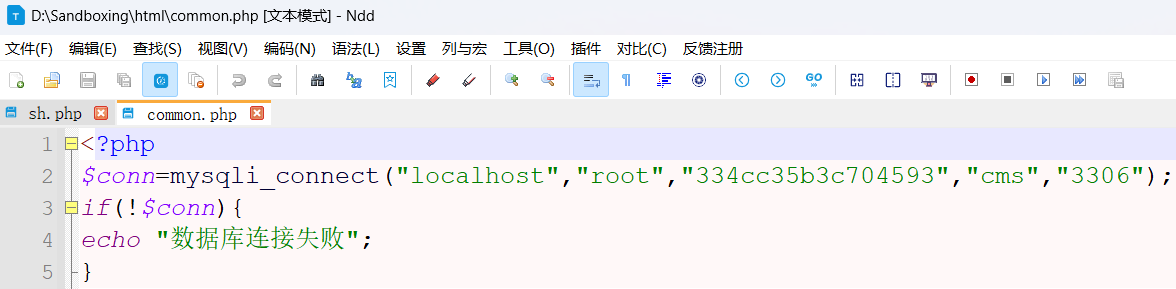 D:\Sandboxing\html\common.php [文本模式] - Ndd
文件(F) 编辑(E) 查找(S) 视图(V) 编码(N) 语法(L) 设置 列与宏 工具(O) 插件 对比(C) 反馈注册
GO
sh.php common.php
1 <?php
2 $conn=mysqli_connect("localhost","root","334cc35b3c704593","cms","3306");
3 if(!$conn){
4 echo "数据库连接失败";
5 }